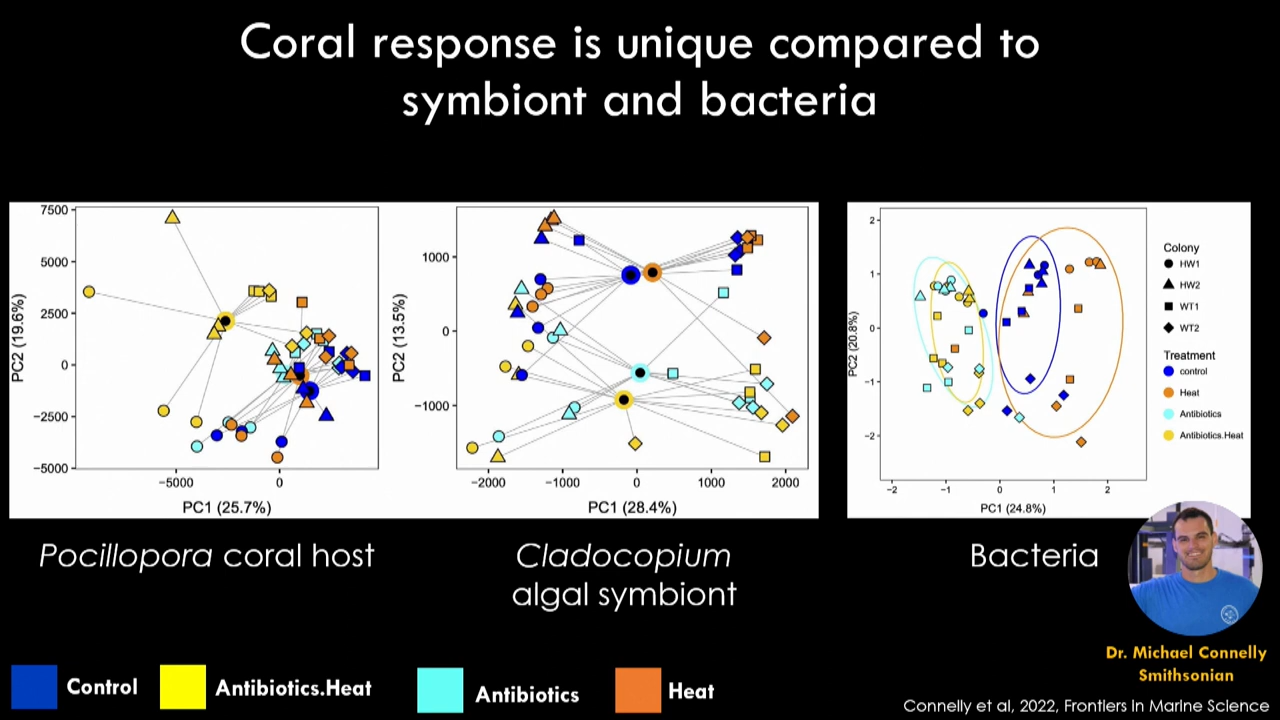 Coral response is unique compared to
symbiont and bacteria
7500
5000
2500
0
−2500
−5000
PC2 (19.6%)
−5000
0
PC1 (25.7%)
1000
0
−1000
PC2 (13.5%)
−2000
−1000
0
1000
2000
PC1 (28.4%)
2
1
0
−1
−2
PC2 (20.8%)
−2
−1
0
1
2
PC1 (24.8%)
Colony
HW1
HW2
WT1
WT2
Treatment
control
Heat
Antibiotics
Antibiotics.Heat
Pocillopora coral host
Cladocopium
algal symbiont
Bacteria
Dr. Michael Connelly
Smithsonian
Control
Antibiotics.Heat
Antibiotics
Heat
Connelly et al, 2022, Frontiers in Marine Science